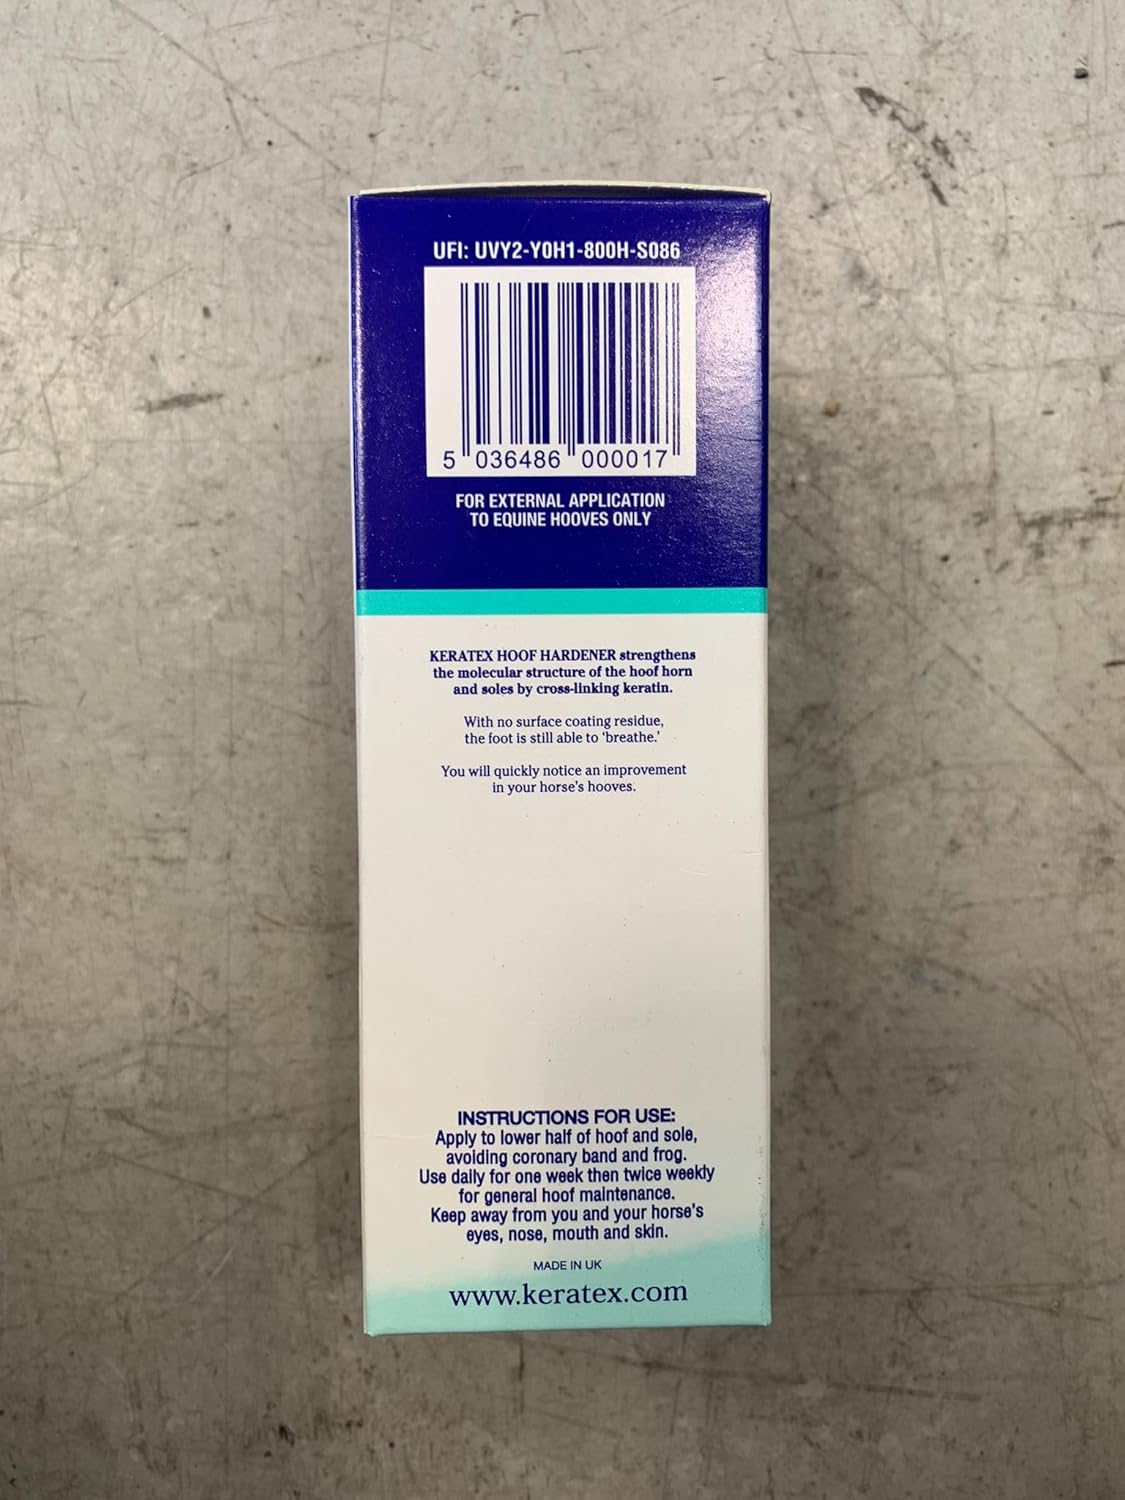 UFI: UVY2-Y0H1-800H-S086
5 036486 000017
FOR EXTERNAL APPLICATION
TO EQUINE HOOVES ONLY
KERATEX HOOF HARDENER strengthens
the molecular structure of the hoof horn
and soles by cross-linking keratin.
With no surface coating residue,
the foot is still able to ‘breathe.’
You will quickly notice an improvement
in your horse's hooves.
INSTRUCTIONS FOR USE:
Apply to lower half of hoof and sole,
avoiding coronary band and frog.
Use daily for one week then twice weekly
for general hoof maintenance.
Keep away from you and your horse's
eyes, nose, mouth and skin.
MADE IN UK
www.keratex.com